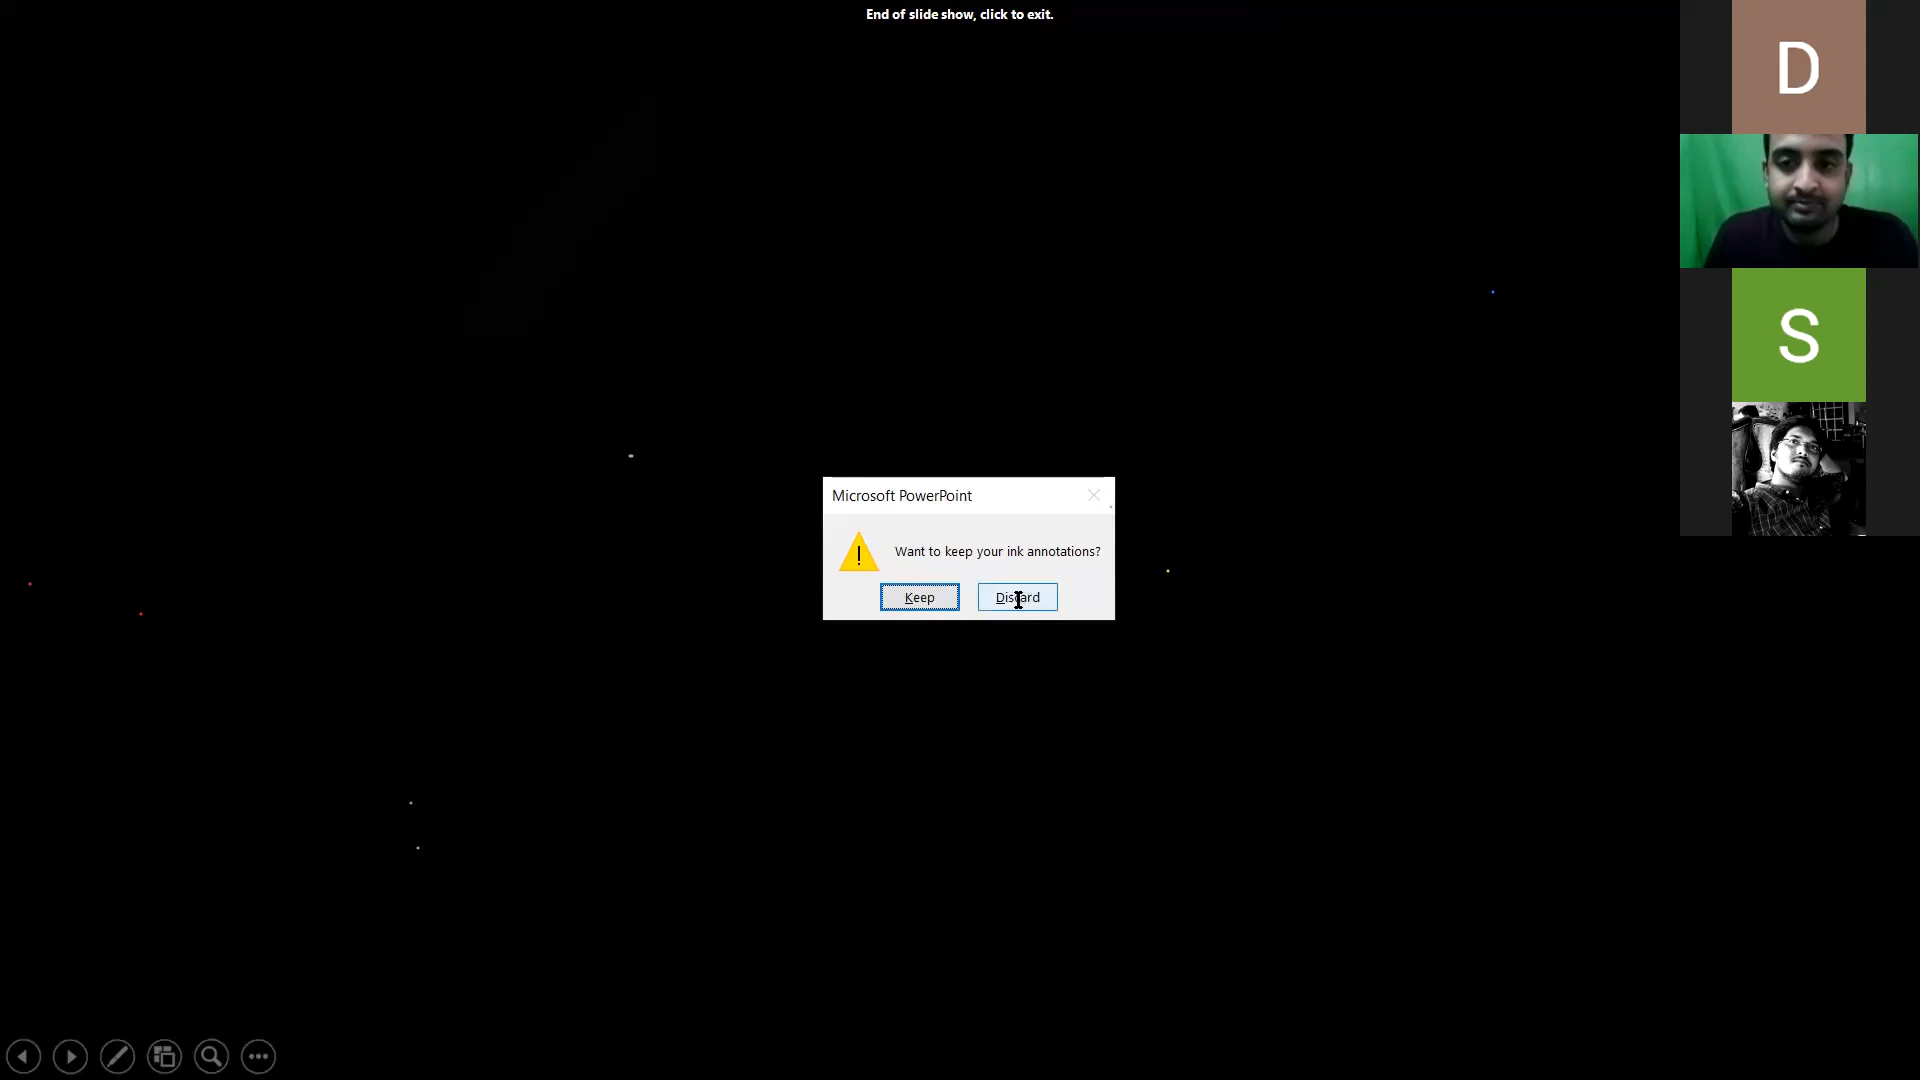 End of slide show, click to exit.
D
S
Microsoft PowerPoint
Want to keep your ink annotations?
Keep
Discard